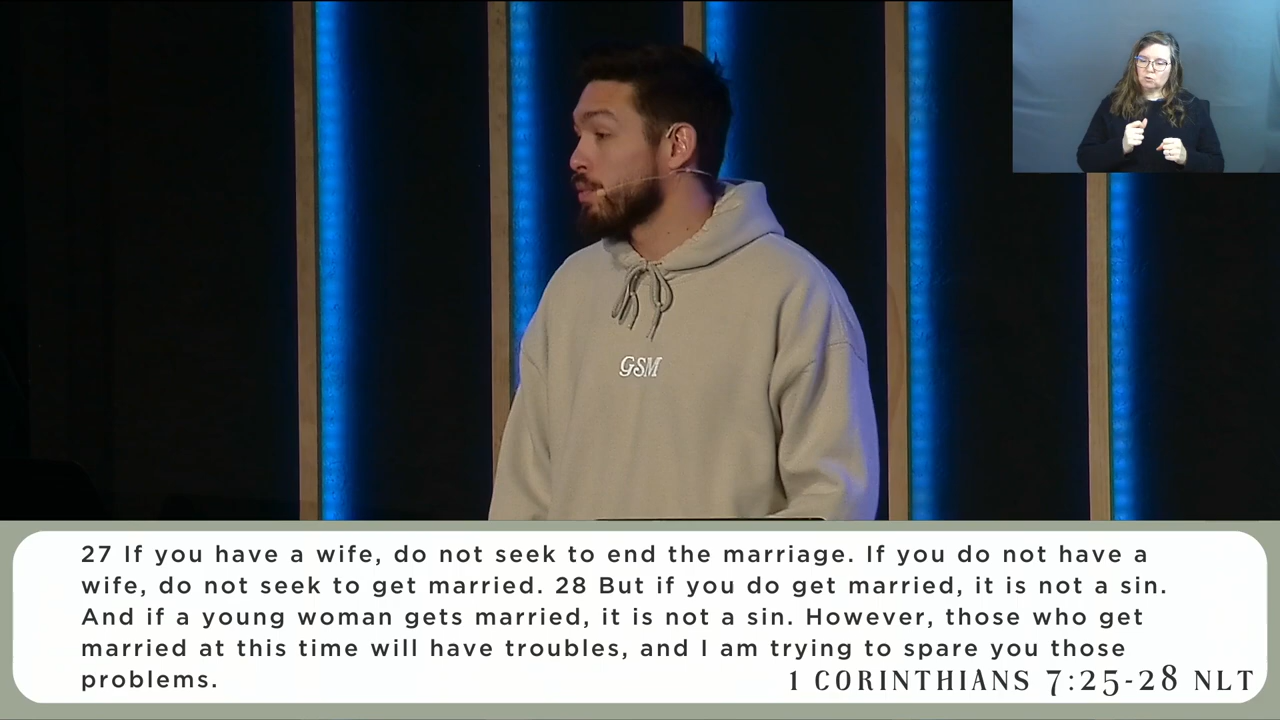 GSM
27 If you have a wife, do not seek to end the marriage. If you do not have a
wife, do not seek to get married. 28 But if you do get married, it is not a sin.
And if a young woman gets married, it is not a sin. However, those who get
married at this time will have troubles, and I am trying to spare you those
problems.
1 CORINTHIANS 7:25-28 NLT